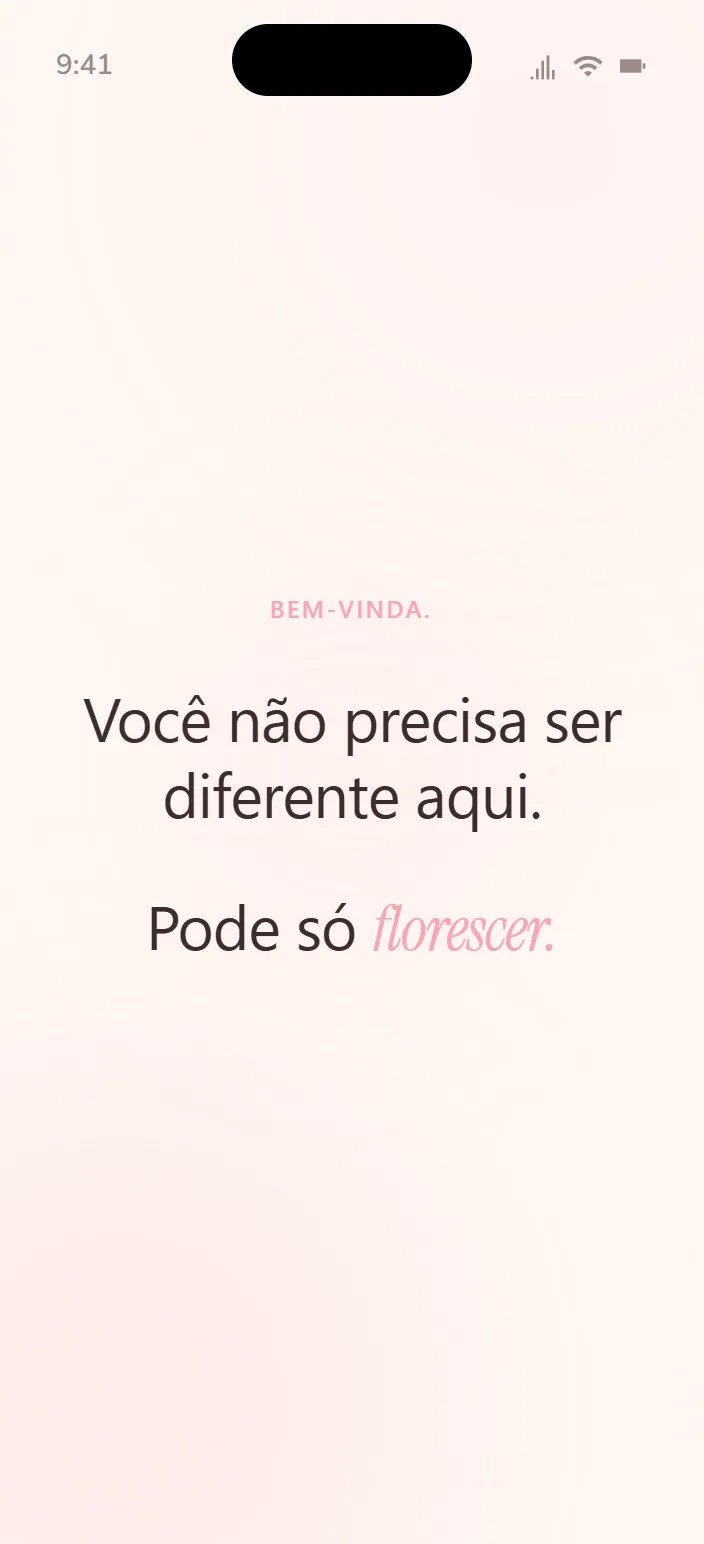 9:41
BEM-VINDA.
Você não precisa ser
diferente aqui.
Pode só florescer.